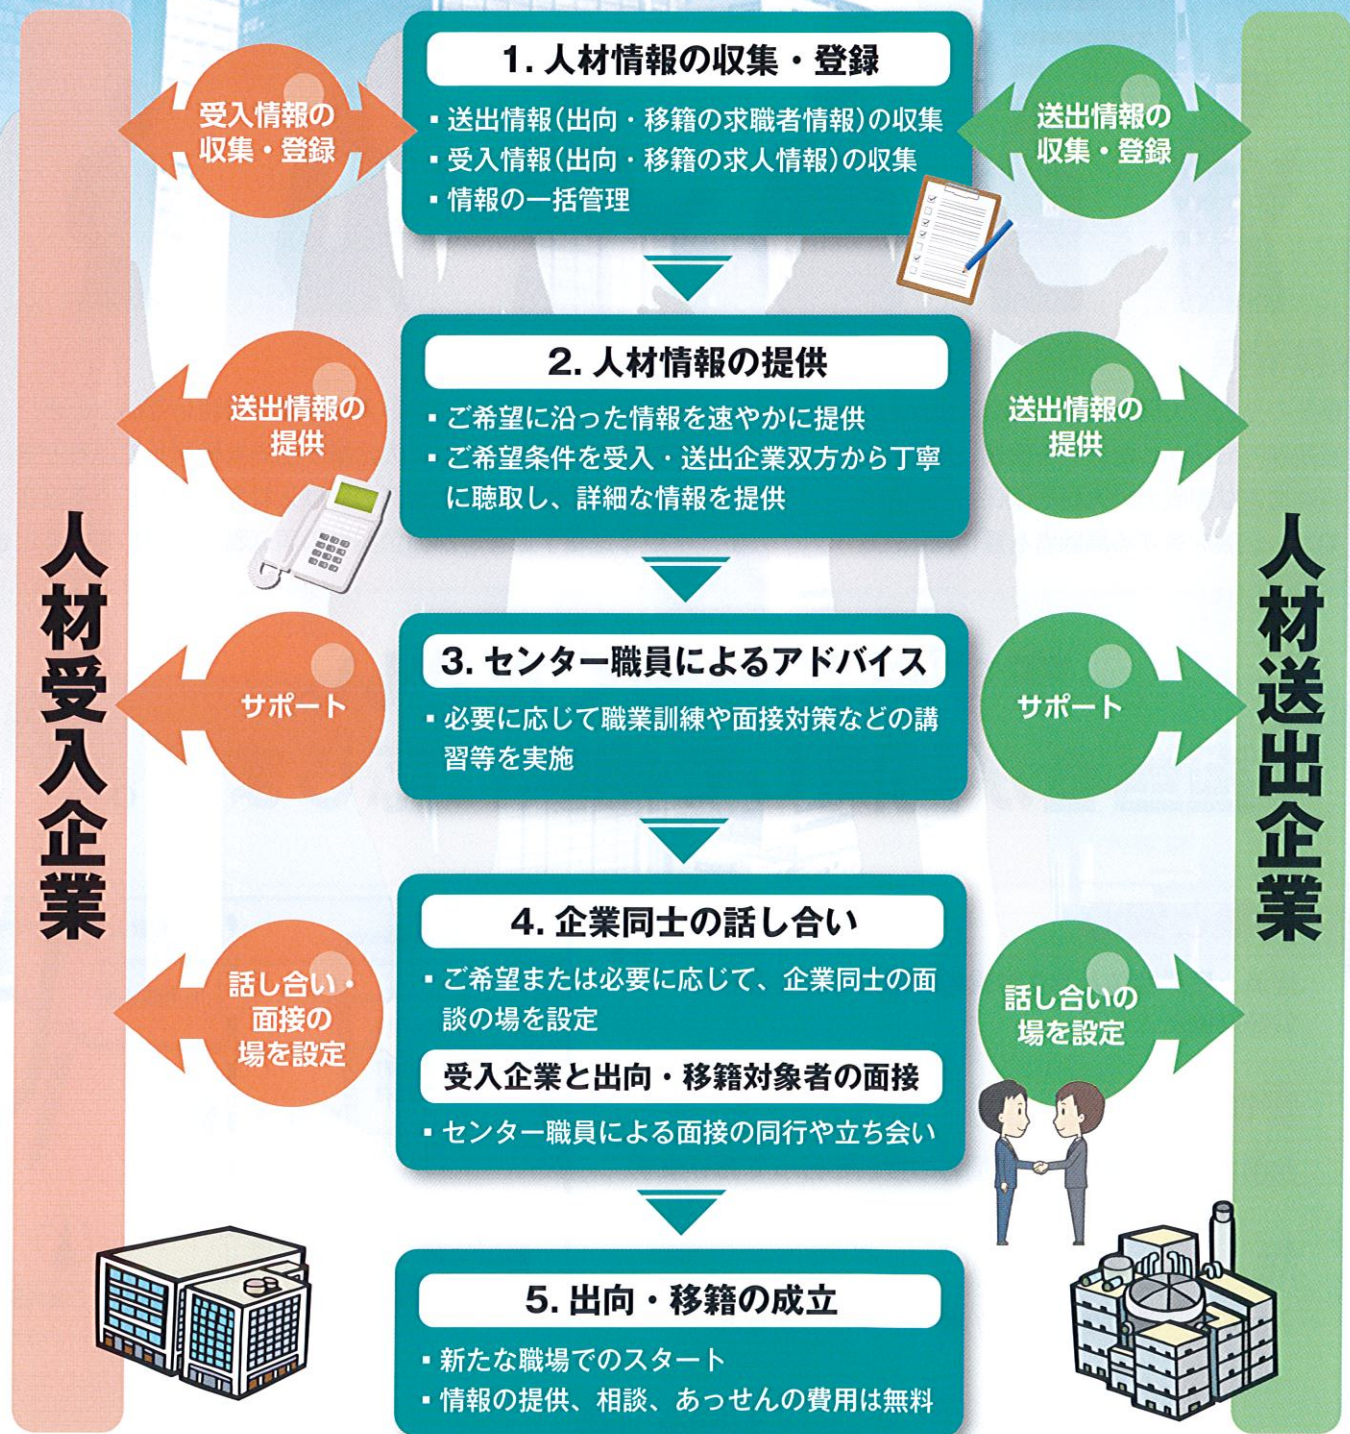 人材受入企業
人材送出企業
受入情報の
収集・登録
1. 人材情報の収集・登録
▪ 送出情報(出向・移籍の求職者情報)の収集
▪ 受入情報(出向・移籍の求人情報)の収集
▪ 情報の一括管理
送出情報の
収集・登録
送出情報の
提供
2. 人材情報の提供
▪ ご希望に沿った情報を速やかに提供
▪ ご希望条件を受入・送出企業双方から丁寧
に聴取し、詳細な情報を提供
送出情報の
提供
サポート
3. センター職員によるアドバイス
▪ 必要に応じて職業訓練や面接対策などの講
習等を実施
サポート
話し合い・
面接の
場を設定
4. 企業同士の話し合い
▪ ご希望または必要に応じて、企業同士の面
談の場を設定
受入企業と出向・移籍対象者の面接
▪ センター職員による面接の同行や立ち会い
話し合いの
場を設定
5. 出向・移籍の成立
▪ 新たな職場でのスタート
▪ 情報の提供、相談、あっせんの費用は無料